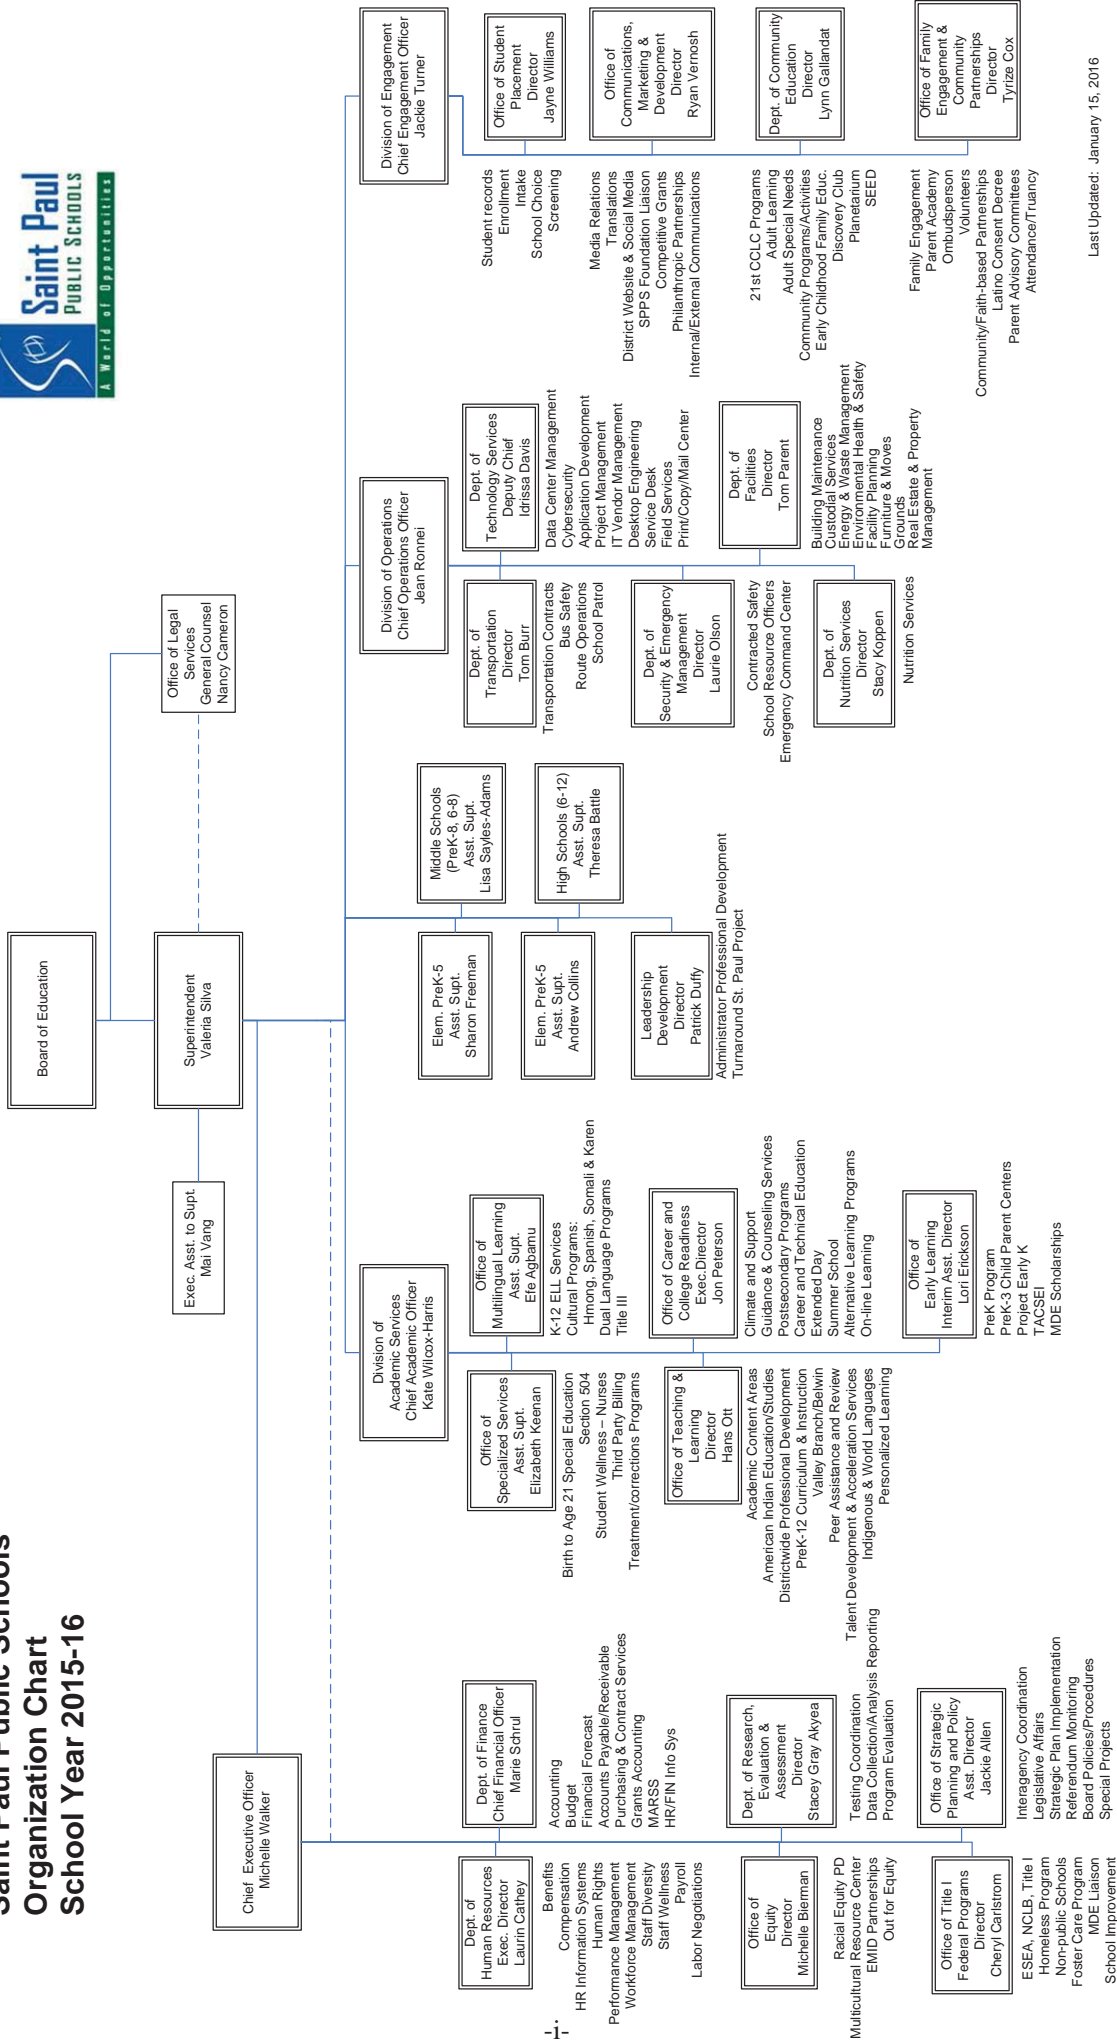 Saint Paul Public Schools
Organization Chart
School Year 2015-16
Saint Paul
PUBLIC SCHOOLS
A World of Opportunities
Board of Education
Superintendent
Valeria Silva
Exec. Asst. to Supt.
Mai Vang
Office of Legal
Services
General Counsel
Nancy Cameron
Chief Executive Officer
Michelle Walker
Dept. of
Human Resources
Exec. Director
Laurin Cathey
Benefits
Compensation
HR Information Systems
Human Rights
Performance Management
Workforce Management
Staff Diversity
Staff Wellness
Payroll
Labor Negotiations
Dept. of Finance
Chief Financial Officer
Marie Schrul
Accounting
Budget
Financial Forecast
Accounts Payable/Receivable
Purchasing & Contract Services
Grants Accounting
MARSS
HR/FIN Info Sys
Office of
Equity
Director
Michelle Bierman
Racial Equity PD
Multicultural Resource Center
EMID Partnerships
Out for Equity
Dept. of Research,
Evaluation &
Assessment
Director
Stacey Gray Akyea
Testing Coordination
Data Collection/Analysis Reporting
Program Evaluation
Office of Title I
Federal Programs
Director
Cheryl Carlstrom
ESEA, NCLB, Title I
Homeless Program
Non-public Schools
Foster Care Program
MDE Liaison
School Improvement
Office of Strategic
Planning and Policy
Asst. Director
Jackie Allen
Interagency Coordination
Legislative Affairs
Strategic Plan Implementation
Referendum Monitoring
Board Policies/Procedures
Special Projects
Division of
Academic Services
Chief Academic Officer
Kate Wilcox-Harris
Office of
Specialized Services
Asst. Supt.
Elizabeth Keenan
Birth to Age 21 Special Education
Section 504
Student Wellness – Nurses
Third Party Billing
Treatment/corrections Programs
Office of
Multilingual Learning
Asst. Supt.
Efe Agbamu
K-12 ELL Services
Cultural Programs:
Hmong, Spanish, Somali & Karen
Dual Language Programs
Title III
Office of Teaching &
Learning
Director
Hans Ott
Academic Content Areas
American Indian Education/Studies
Districtwide Professional Development
PreK-12 Curriculum & Instruction
Valley Branch/Belwin
Peer Assistance and Review
Talent Development & Acceleration Services
Indigenous & World Languages
Personalized Learning
Office of Career and
College Readiness
Exec.Director
Jon Peterson
Climate and Support
Guidance & Counseling Services
Postsecondary Programs
Career and Technical Education
Extended Day
Summer School
Alternative Learning Programs
On-line Learning
Office of
Early Learning
Interim Asst. Director
Lori Erickson
PreK Program
PreK-3 Child Parent Centers
Project Early K
TACSEI
MDE Scholarships
Elem. PreK-5
Asst. Supt.
Sharon Freeman
Middle Schools
(PreK-8, 6-8)
Asst. Supt.
Lisa Sayles-Adams
Elem. PreK-5
Asst. Supt.
Andrew Collins
High Schools (6-12)
Asst. Supt.
Theresa Battle
Leadership
Development
Director
Patrick Duffy
Administrator Professional Development
Turnaround St. Paul Project
Division of Operations
Chief Operations Officer
Jean Ronnei
Dept. of
Transportation
Director
Tom Burr
Transportation Contracts
Bus Safety
Route Operations
School Patrol
Dept. of
Technology Services
Deputy Chief
Idrissa Davis
Data Center Management
Cybersecurity
Application Development
Project Management
IT Vendor Management
Desktop Engineering
Service Desk
Field Services
Print/Copy/Mail Center
Dept. of
Security & Emergency
Management
Director
Laurie Olson
Contracted Safety
School Resource Officers
Emergency Command Center
Dept. of
Facilities
Director
Tom Parent
Building Maintenance
Custodial Services
Energy & Waste Management
Environmental Health & Safety
Facility Planning
Furniture & Moves
Grounds
Real Estate & Property
Management
Dept. of
Nutrition Services
Director
Stacy Koppen
Nutrition Services
Division of Engagement
Chief Engagement Officer
Jackie Turner
Office of Student
Placement
Director
Jayne Williams
Student records
Enrollment
Intake
School Choice
Screening
Office of
Communications,
Marketing &
Development
Director
Ryan Vernosh
Media Relations
Translations
District Website & Social Media
SPPS Foundation Liaison
Competitive Grants
Philanthropic Partnerships
Internal/External Communications
Dept. of Community
Education
Director
Lynn Gallandat
21st CCLC Programs
Adult Learning
Adult Special Needs
Community Programs/Activities
Early Childhood Family Educ.
Discovery Club
Planetarium
SEED
Office of Family
Engagement &
Community
Partnerships
Director
Tyrize Cox
Family Engagement
Parent Academy
Ombudsperson
Volunteers
Community/Faith-based Partnerships
Latino Consent Decree
Parent Advisory Committees
Attendance/Truancy
Last Updated: January 15, 2016
-i-